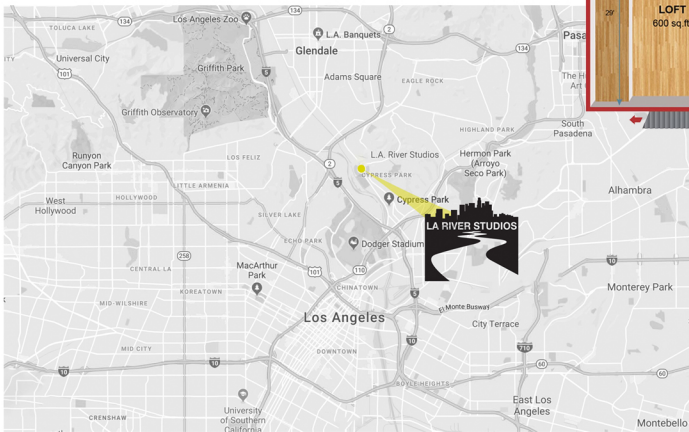 TOLUCA LAKE
134
Los Angeles Zoo
134
L.A. Banquets
2
29'
LOFT
600 sq.ft
Universal City
Glendale
134
Pasa
101
Griffith Park
5
Adams Square
EAGLE ROCK
The H
Art
Griffith Observatory
HIGHLAND PARK
South
Pasadena
Runyon
Canyon Park
LOS FELIZ
2
L.A. River Studios
Hermon Park
(Arroyo
Seco Park)
CYPRESS PARK
5
LITTLE ARMENIA
Alhambra
West
Hollywood
HOLLYWOOD
Cypress Park
SILVER LAKE
LA RIVER STUDIOS
ECHO PARK
Dodger Stadium
258
CENTRAL LA
MacArthur
Park
101
110
10
KOREATOWN
CHINATOWN
5
Monterey Park
MID-WILSHIRE
El Monte Busway
Los Angeles
City Terrace
MID CITY
DOWNTOWN
10
710
10
10
60
60
BOYLE HEIGHTS
University
of Southern
California
East Los
Angeles
CRENSHAW
Montebello